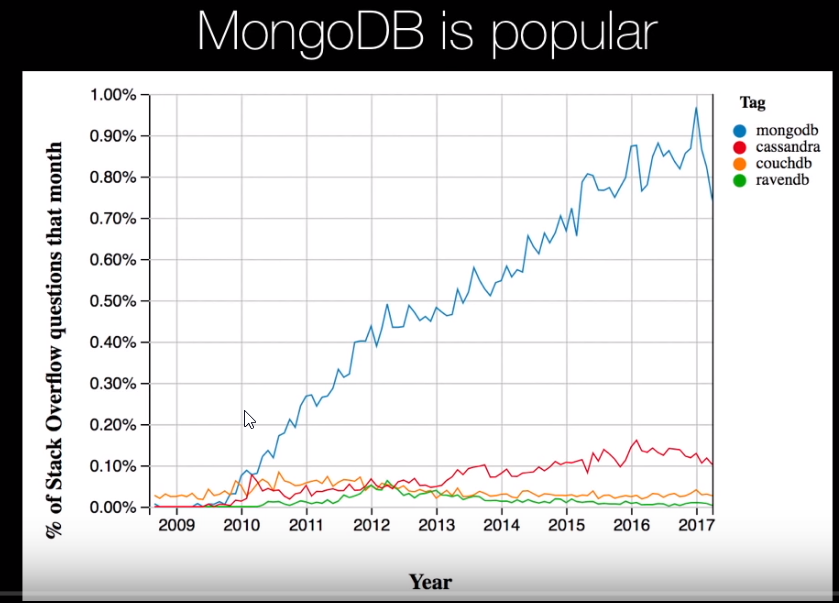 MongoDB is popular
% of Stack Overflow questions that month
1.00%
0.90%
0.80%
0.70%
0.60%
0.50%
0.40%
0.30%
0.20%
0.10%
0.00%
2009 2010 2011 2012 2013 2014 2015 2016 2017
Year
Tag
mongodb
cassandra
couchdb
ravendb